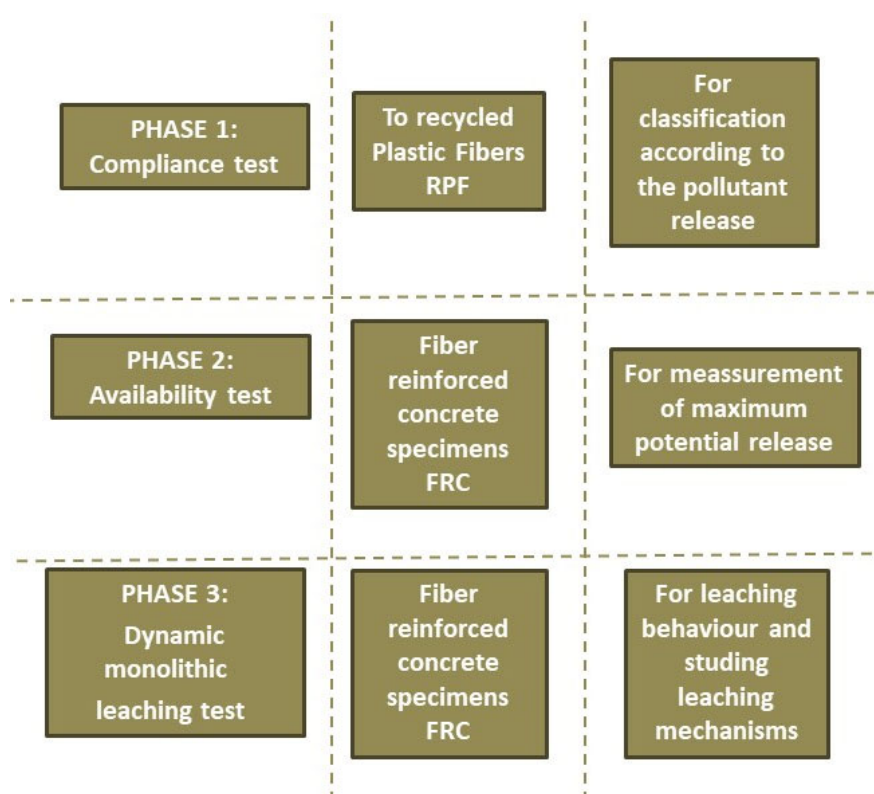 PHASE 1:
Compliance test
To recycled
Plastic Fibers
RPF
For
classification
according to
the pollutant
release
PHASE 2:
Availability test
Fiber
reinforced
concrete
specimens
FRC
For meassurement
of maximum
potential release
PHASE 3:
Dynamic
monolithic
leaching test
Fiber
reinforced
concrete
specimens
FRC
For leaching
behaviour and
studing
leaching
mechanisms